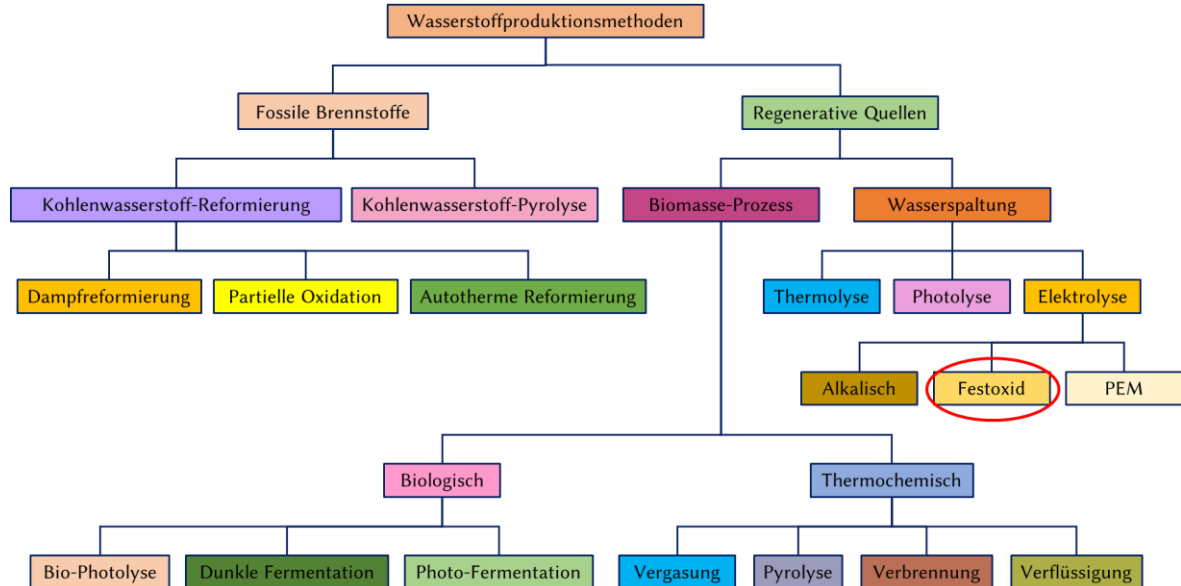 Wasserstoffproduktionsmethoden
Fossile Brennstoffe
Regenerative Quellen
Kohlenwasserstoff-Reformierung
Kohlenwasserstoff-Pyrolyse
Biomasse-Prozess
Wasserspaltung
Dampfreformierung
Partielle Oxidation
Autotherme Reformierung
Thermolyse
Photolyse
Elektrolyse
Alkalisch
Festoxid
PEM
Biologisch
Thermochemisch
Bio-Photolyse
Dunkle Fermentation
Photo-Fermentation
Vergasung
Pyrolyse
Verbrennung
Verflüssigung